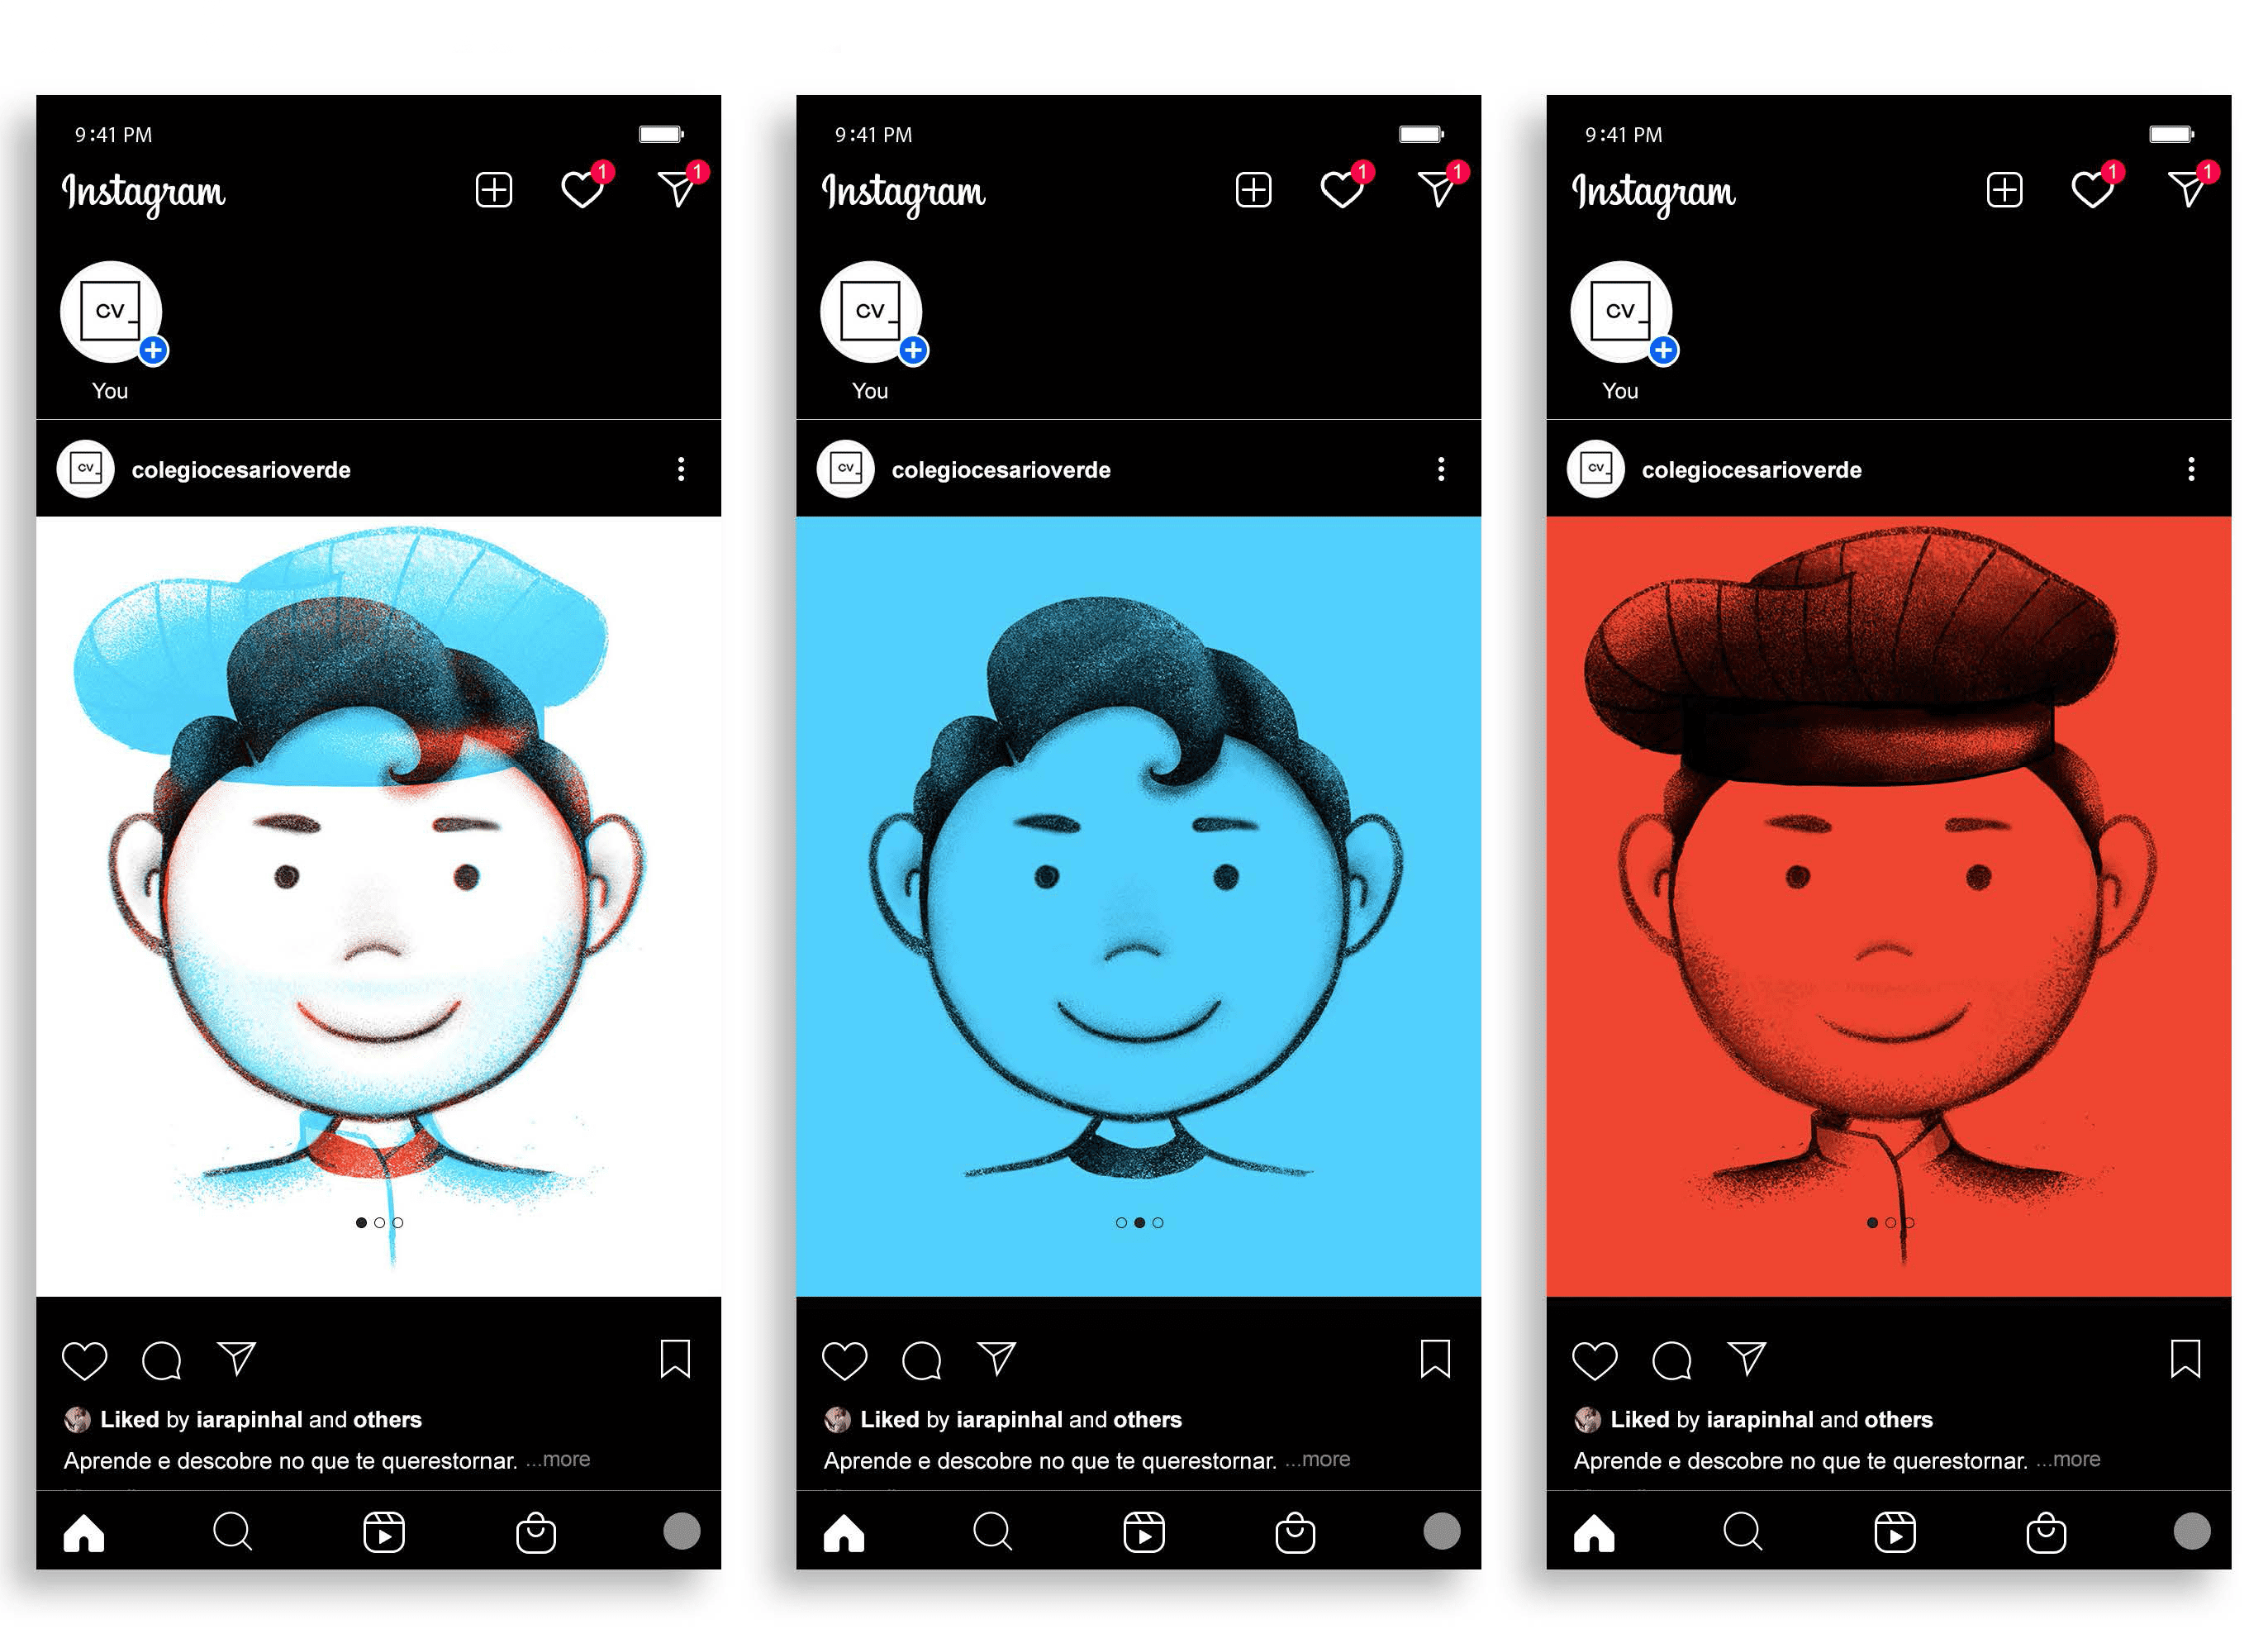 9:41 PM
Instagram
1
1
CV
You
CV
colegiocesarioverde
Liked by iarapinhal and others
Aprende e descobre no que te querestornar. ...more
9:41 PM
Instagram
1
1
CV
You
CV
colegiocesarioverde
Liked by iarapinhal and others
Aprende e descobre no que te querestornar. ...more
9:41 PM
Instagram
1
1
CV
You
CV
colegiocesarioverde
Liked by iarapinhal and others
Aprende e descobre no que te querestornar. ...more